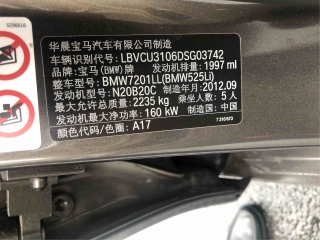 华晨宝马汽车有限公司制造
车辆识别代号: LBVCU3106DSG03742
品牌: 宝马(BMW)牌 发动机排量: 1997 ml
整车型号: BMW7201LL(BMW525Li)
发动机型号: N20B20C 制造年月: 2012.09
最大允许总质量: 2235 kg 乘坐人数: 5 人
发动机最大净功率: 160 kW 制造国: 中国
颜色代码/色圈: A17